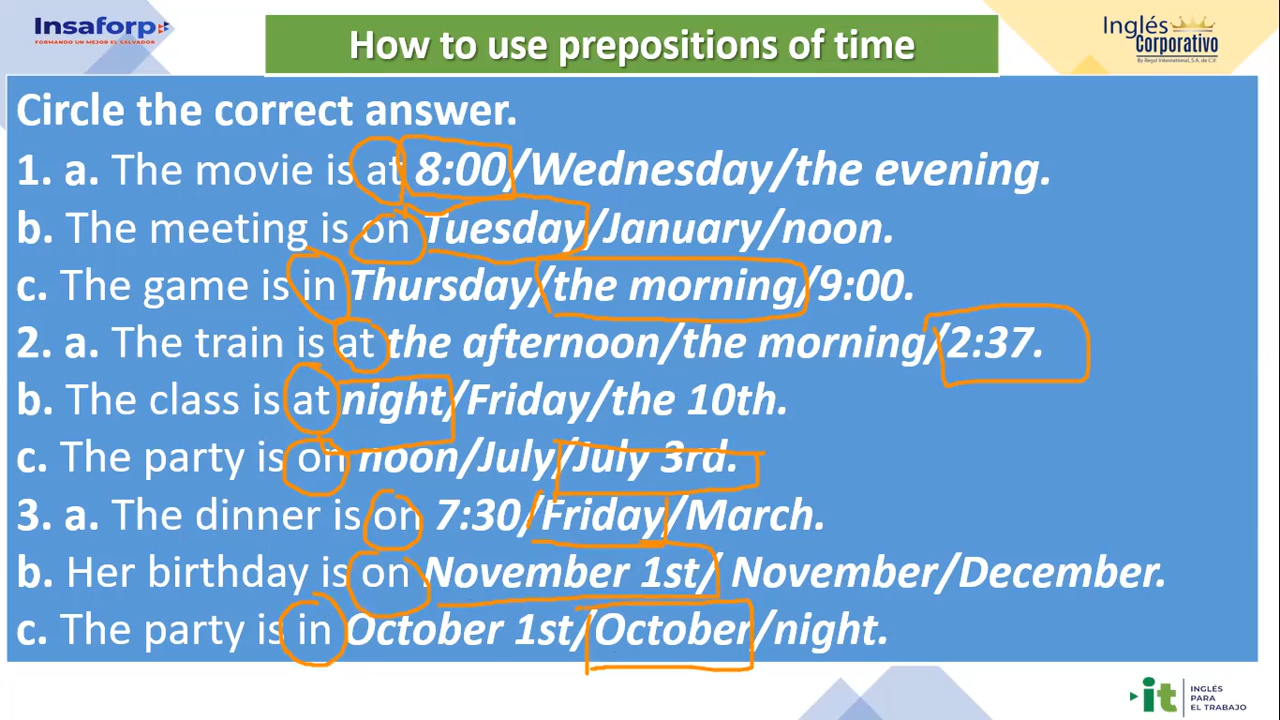 Insaforp
FORMANDO UN MEJOR EL SALVADOR
How to use prepositions of time
Inglés
Corporativo
By Regal International, S.A. de C.V.
Circle the correct answer.
1. a. The movie is at 8:00/Wednesday/the evening.
b. The meeting is on Tuesday/January/noon.
c. The game is in Thursday/the morning/9:00.
2. a. The train is at the afternoon/the morning/2:37.
b. The class is at night/Friday/the 10th.
c. The party is on noon/July/July 3rd.
3. a. The dinner is on 7:30/Friday/March.
b. Her birthday is on November 1st/ November/December.
c. The party is in October 1st/October/night.
it
INGLÉS
PARA
EL TRABAJO